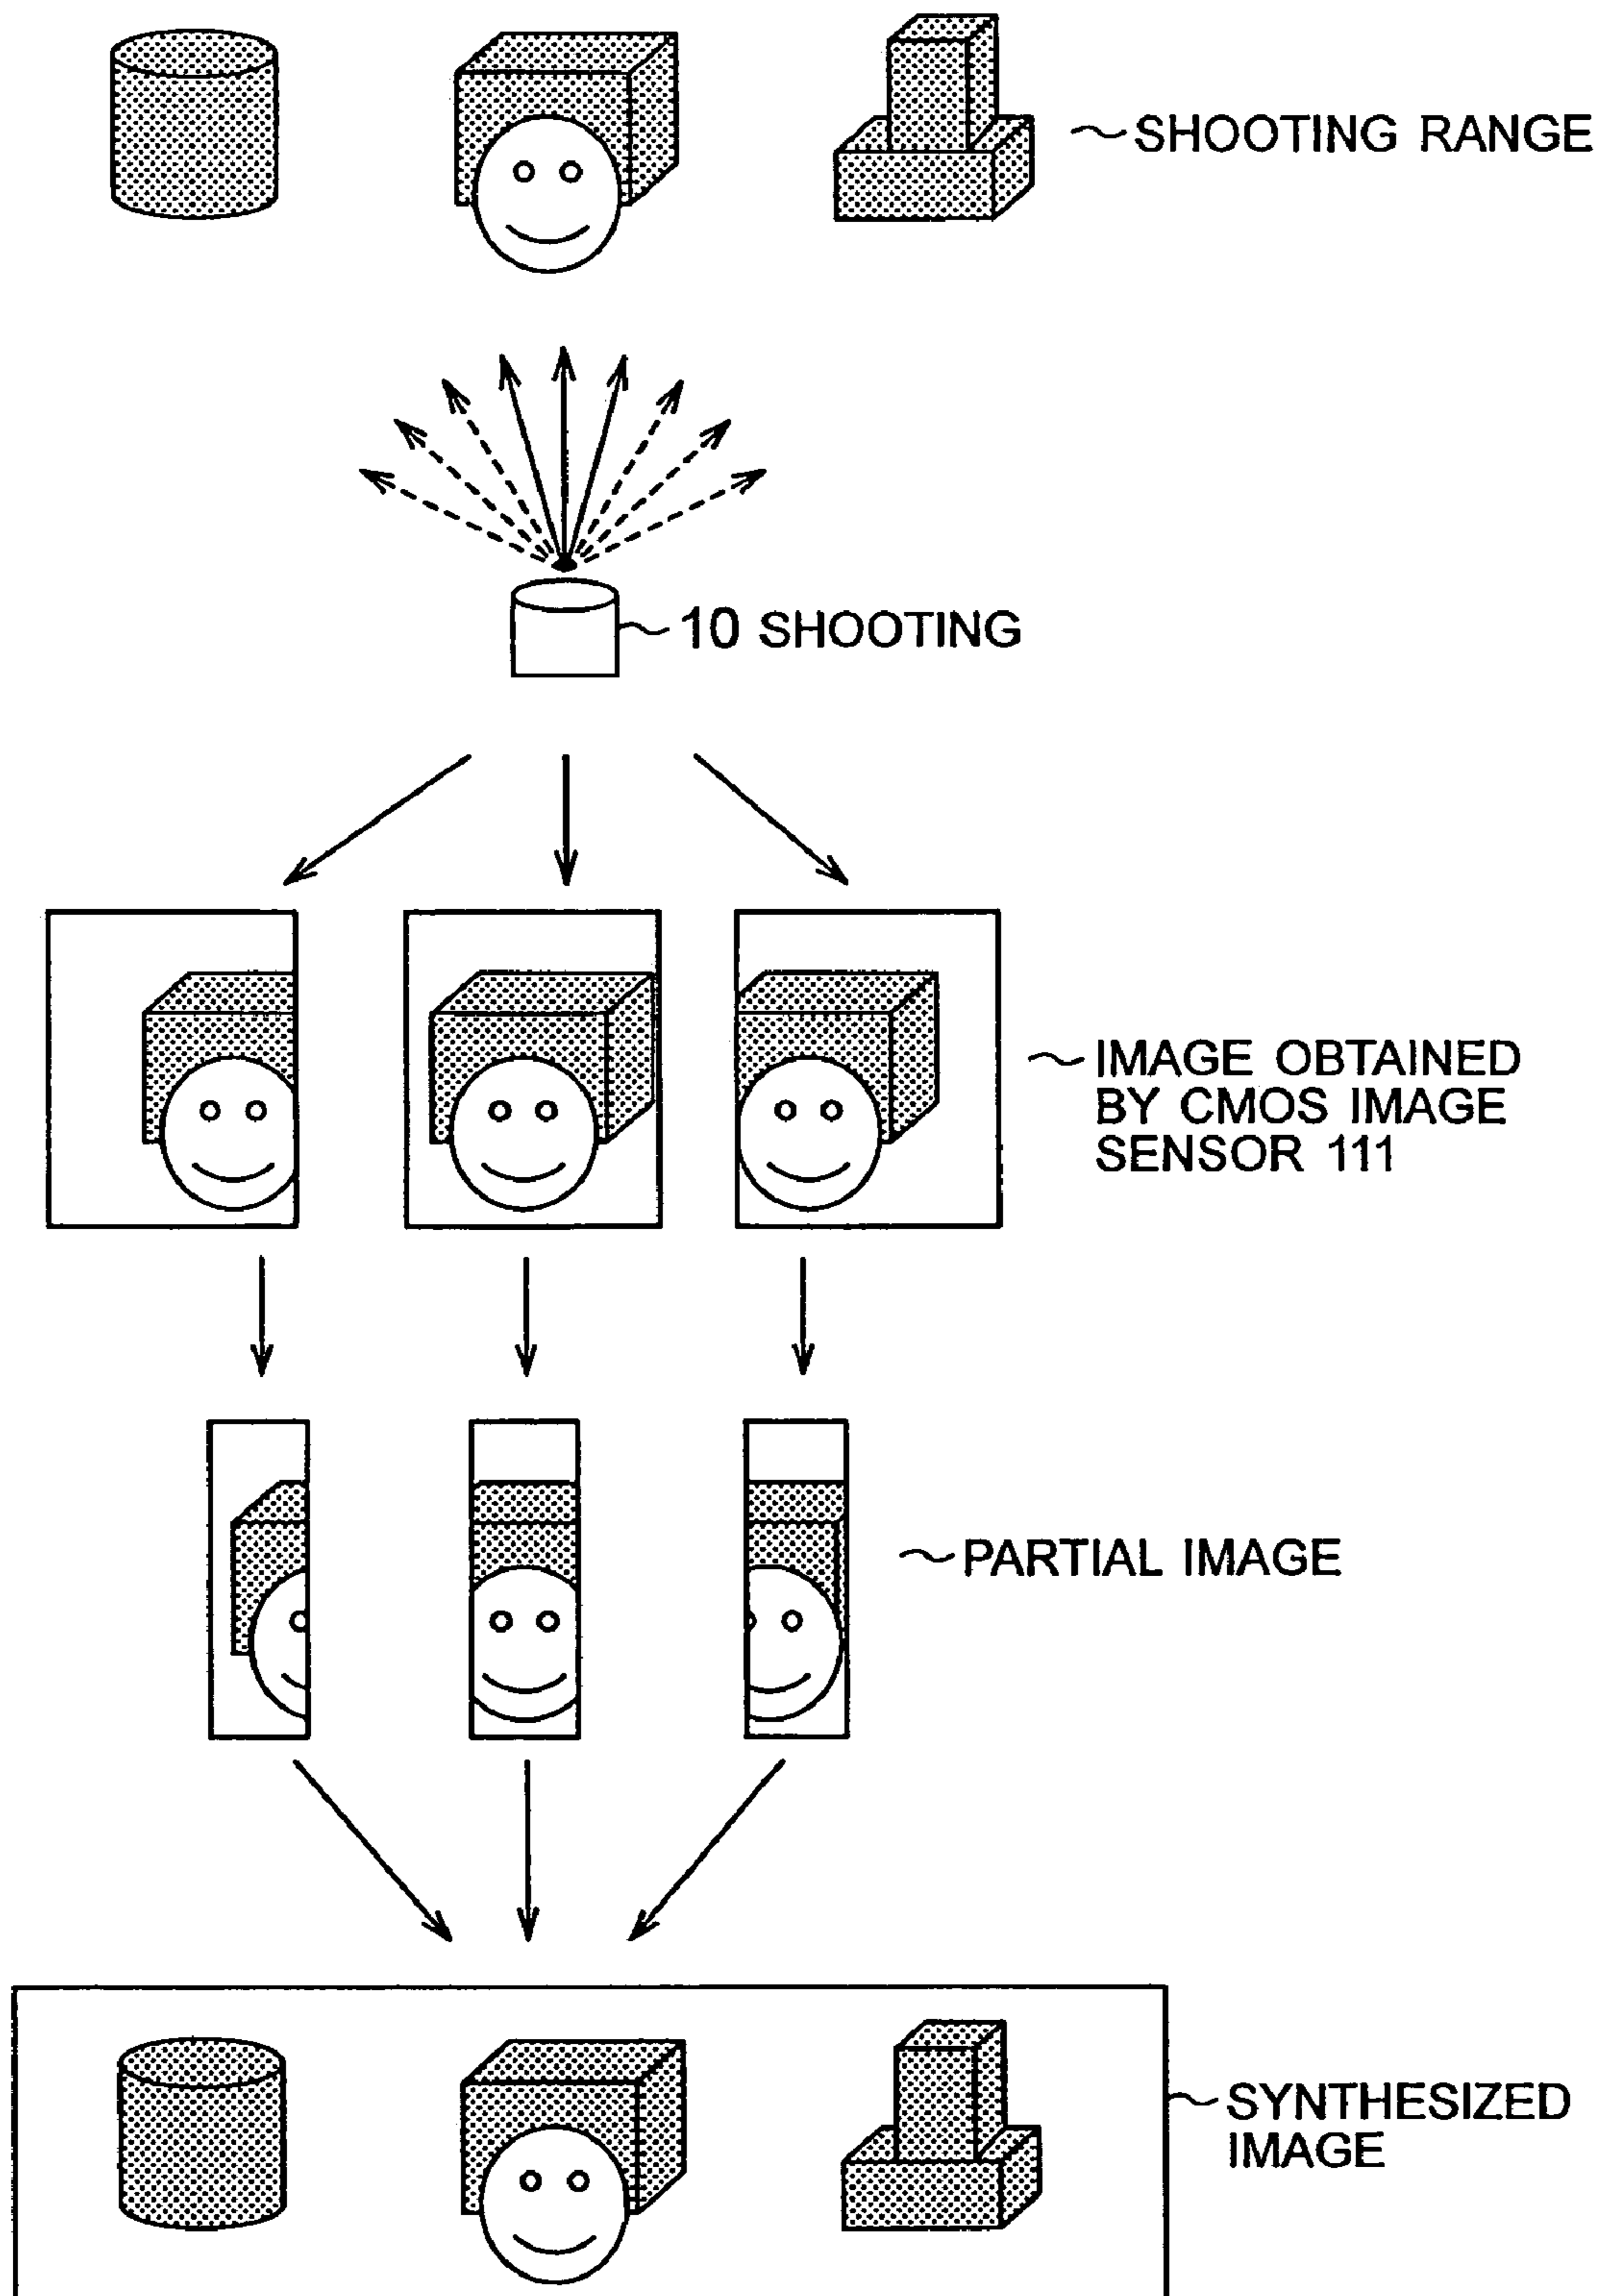 SHOOTING RANGE
10 SHOOTING
IMAGE OBTAINED
BY CMOS IMAGE
SENSOR 111
PARTIAL IMAGE
SYNTHESIZED
IMAGE